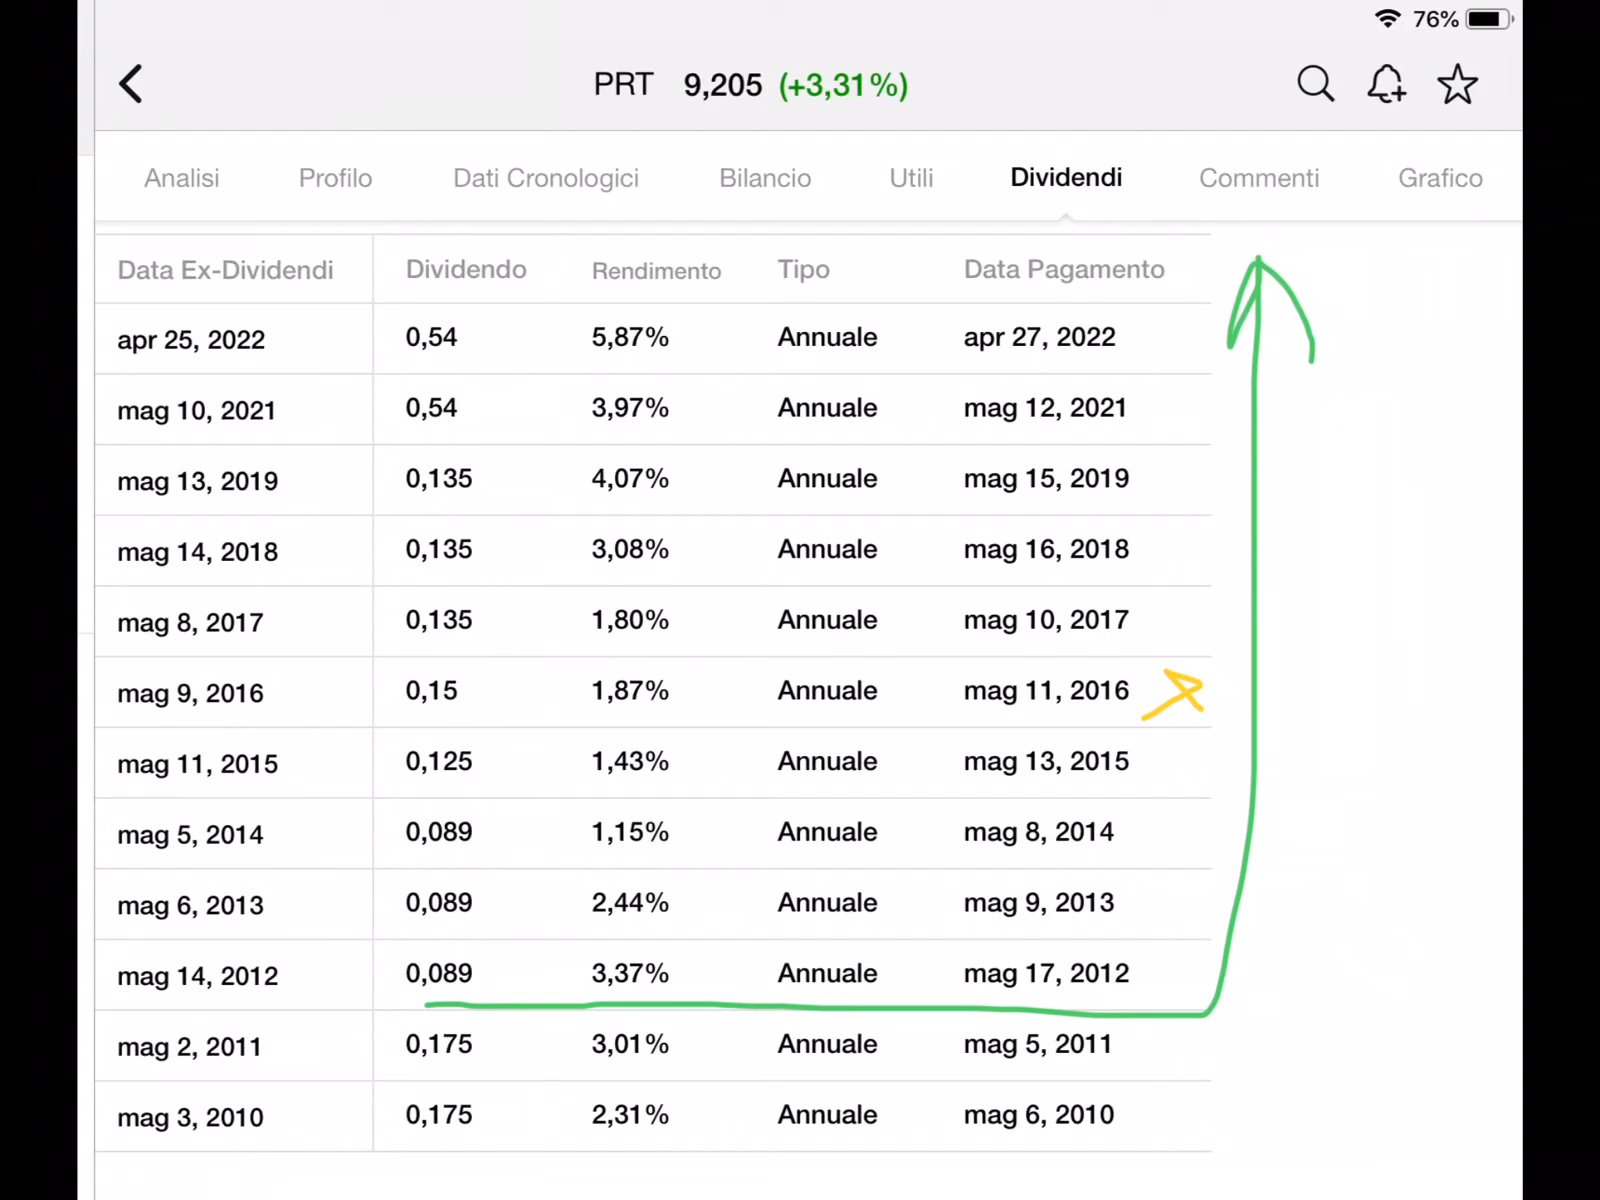 76%
PRT 9,205 (+3,31%)
Analisi Profilo Dati Cronologici Bilancio Utili Dividendi Commenti Grafico
Data Ex-Dividendi Dividendo Rendimento Tipo Data Pagamento
apr 25, 2022 0,54 5,87% Annuale apr 27, 2022
mag 10, 2021 0,54 3,97% Annuale mag 12, 2021
mag 13, 2019 0,135 4,07% Annuale mag 15, 2019
mag 14, 2018 0,135 3,08% Annuale mag 16, 2018
mag 8, 2017 0,135 1,80% Annuale mag 10, 2017
mag 9, 2016 0,15 1,87% Annuale mag 11, 2016
mag 11, 2015 0,125 1,43% Annuale mag 13, 2015
mag 5, 2014 0,089 1,15% Annuale mag 8, 2014
mag 6, 2013 0,089 2,44% Annuale mag 9, 2013
mag 14, 2012 0,089 3,37% Annuale mag 17, 2012
mag 2, 2011 0,175 3,01% Annuale mag 5, 2011
mag 3, 2010 0,175 2,31% Annuale mag 6, 2010